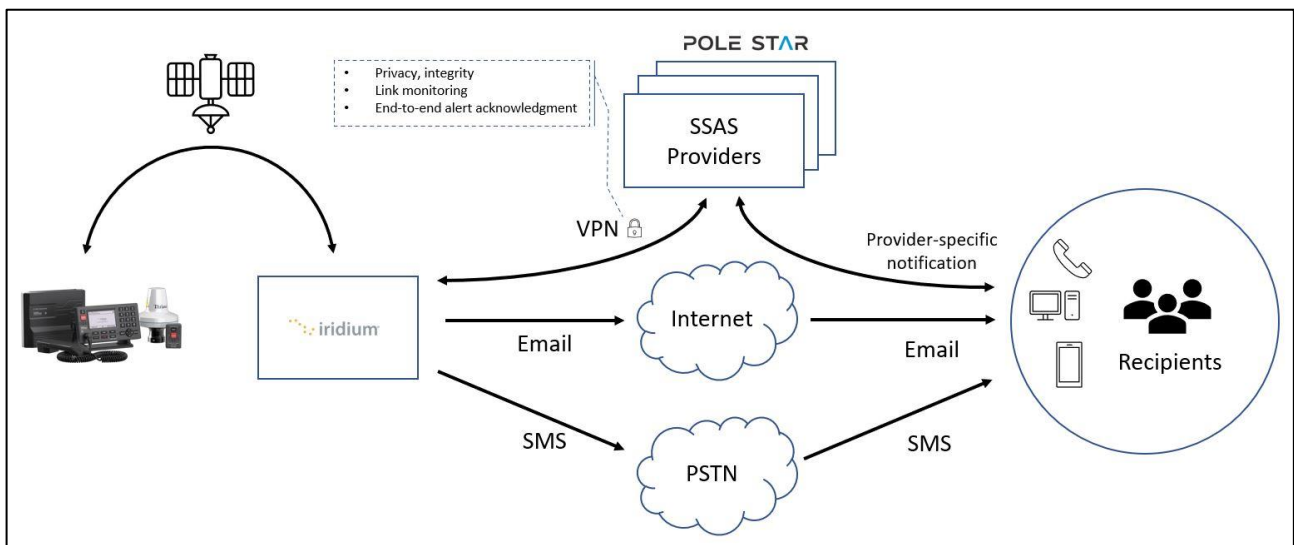 POLE STAR
• Privacy, integrity
• Link monitoring
• End-to-end alert acknowledgment
SSAS
Providers
VPN
Provider-specific
notification
iridium
Internet
Email
Email
Recipients
SMS
SMS
PSTN